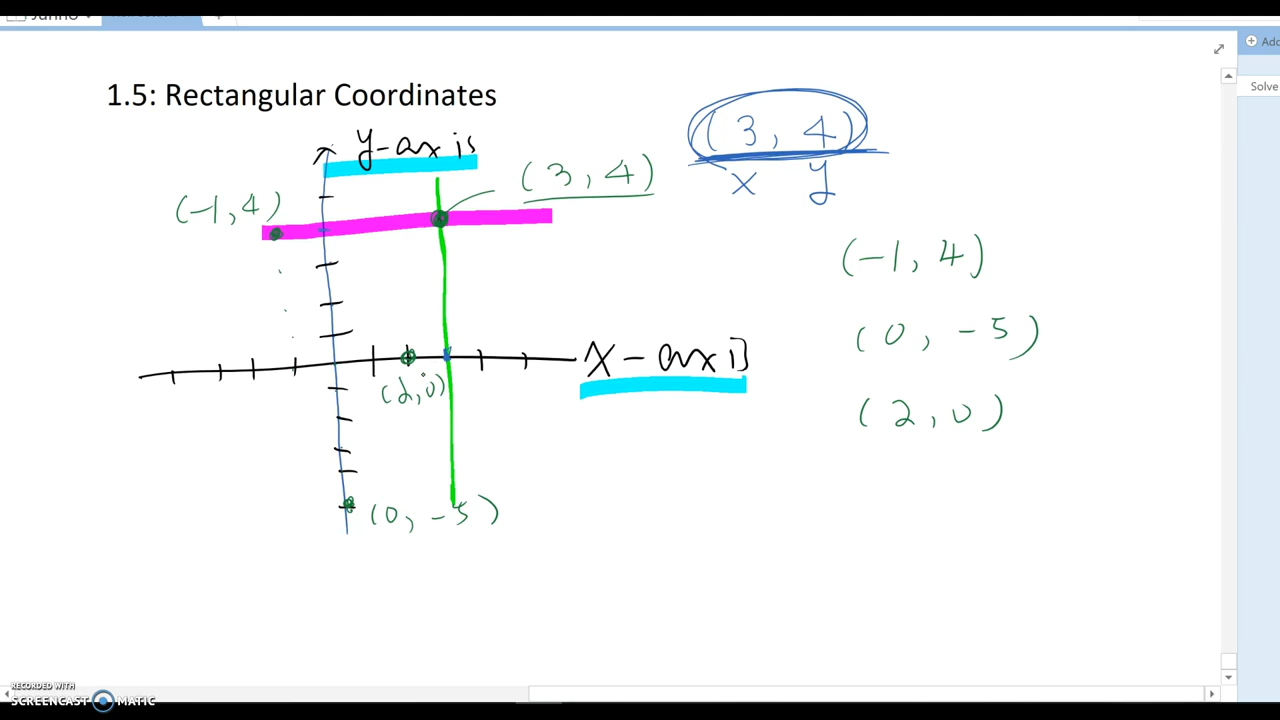 Add
Solve
1.5: Rectangular Coordinates
y-axis
(3, 4)
x y
(3, 4)
(-1, 4)
(-1, 4)
(0, -5)
x-axis
(2, 0)
(2, 0)
(0, -5)
RECORDED WITH
SCREENCAST MATIC